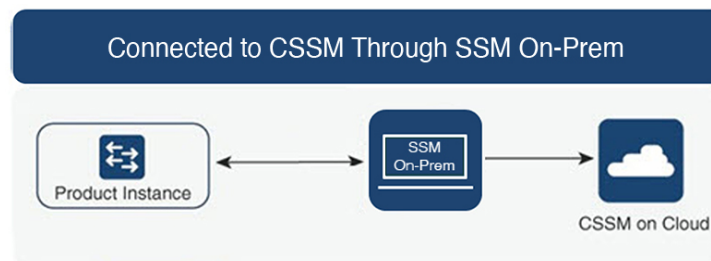 Connected to CSSM Through SSM On-Prem
SSM
On-Prem
Product Instance
CSSM on Cloud